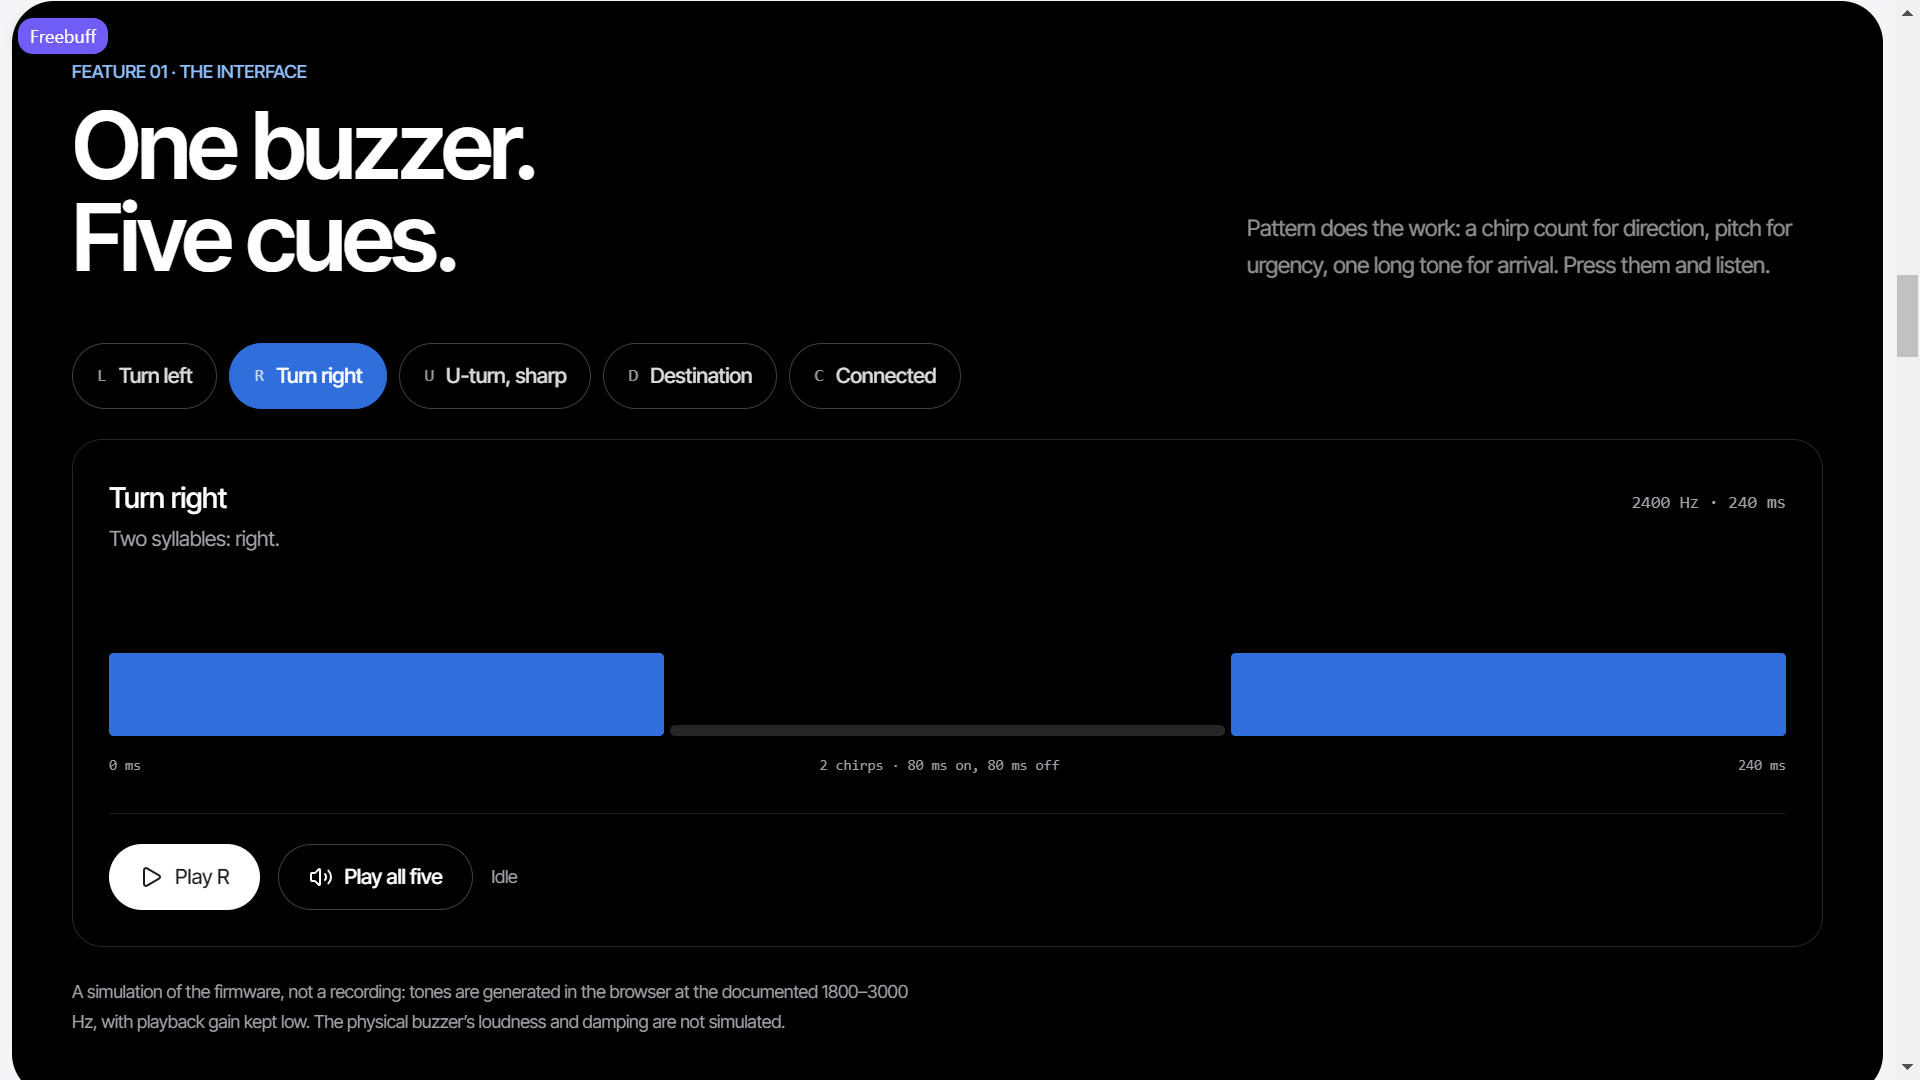 Freebuff
FEATURE 01 · THE INTERFACE
One buzzer.
Five cues.
Pattern does the work: a chirp count for direction, pitch for
urgency, one long tone for arrival. Press them and listen.
L Turn left
R Turn right
U U-turn, sharp
D Destination
C Connected
Turn right
2400 Hz · 240 ms
Two syllables: right.
0 ms
2 chirps · 80 ms on, 80 ms off
240 ms
Play R
Play all five
Idle
A simulation of the firmware, not a recording: tones are generated in the browser at the documented 1800–3000
Hz, with playback gain kept low. The physical buzzer’s loudness and damping are not simulated.